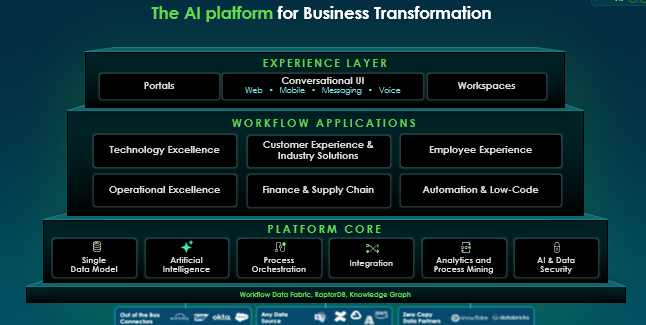 The AI platform for Business Transformation
EXPERIENCE LAYER
Portals
Conversational UI
Web • Mobile • Messaging • Voice
Workspaces
WORKFLOW APPLICATIONS
Technology Excellence
Customer Experience &
Industry Solutions
Employee Experience
Operational Excellence
Finance & Supply Chain
Automation & Low-Code
PLATFORM CORE
Single
Data Model
Artificial
Intelligence
Process
Orchestration
Integration
Analytics and
Process Mining
AI & Data
Security
Workflow Data Fabric, RaptorDB, Knowledge Graph
Out of the Box
Connectors
SAP
okta
Any Data
Source
aws
Zero Copy
Data Partners
snowflake
databricks